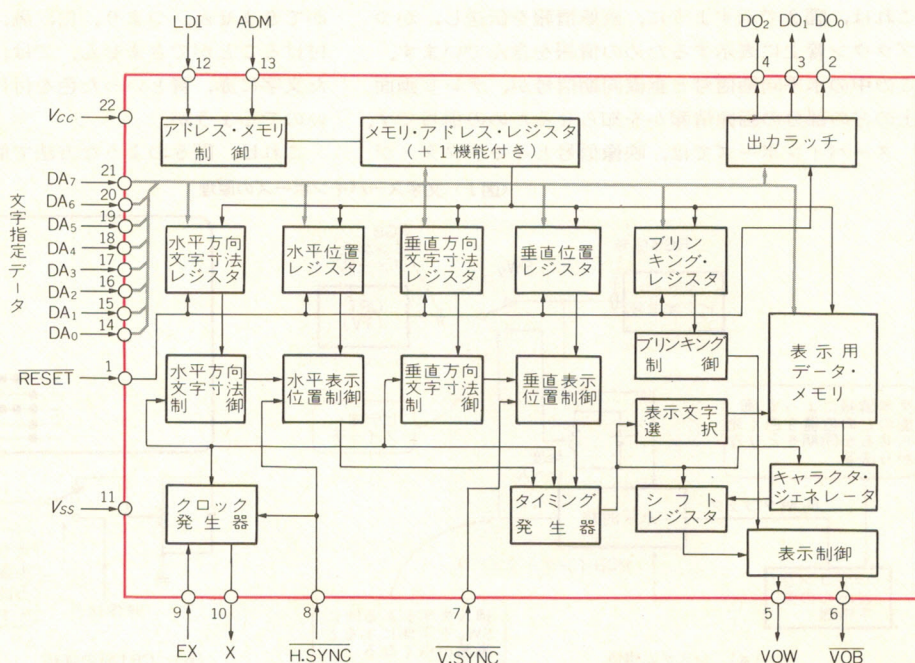 LDI ADM
DO2 DO1 DO0
12 13
4 3 2
VCC 22
アドレス・メモリ
制御
メモリ・アドレス・レジスタ
(+1機能付き)
出力ラッチ
文字指定データ
DA7 21
DA6 20
DA5 19
DA4 18
DA3 17
DA2 16
DA1 15
DA0 14
水平方向
文字寸法
レジスタ
水平位置
レジスタ
垂直方向
文字寸法
レジスタ
垂直位置
レジスタ
ブリン
キング・
レジスタ
RESET 1
水平方向
文字寸法
制御
水平表示
位置制御
垂直方向
文字寸法
制御
垂直表示
位置制御
ブリンキング
制御
表示用
データ・
メモリ
表示文字
選択
VSS 11
クロック
発生器
タイミング
発生器
シフト
レジスタ
キャラクタ・
ジェネレータ
表示制御
9 10 8 7 5 6
EX X H.SYNC V.SYNC VOW VOB